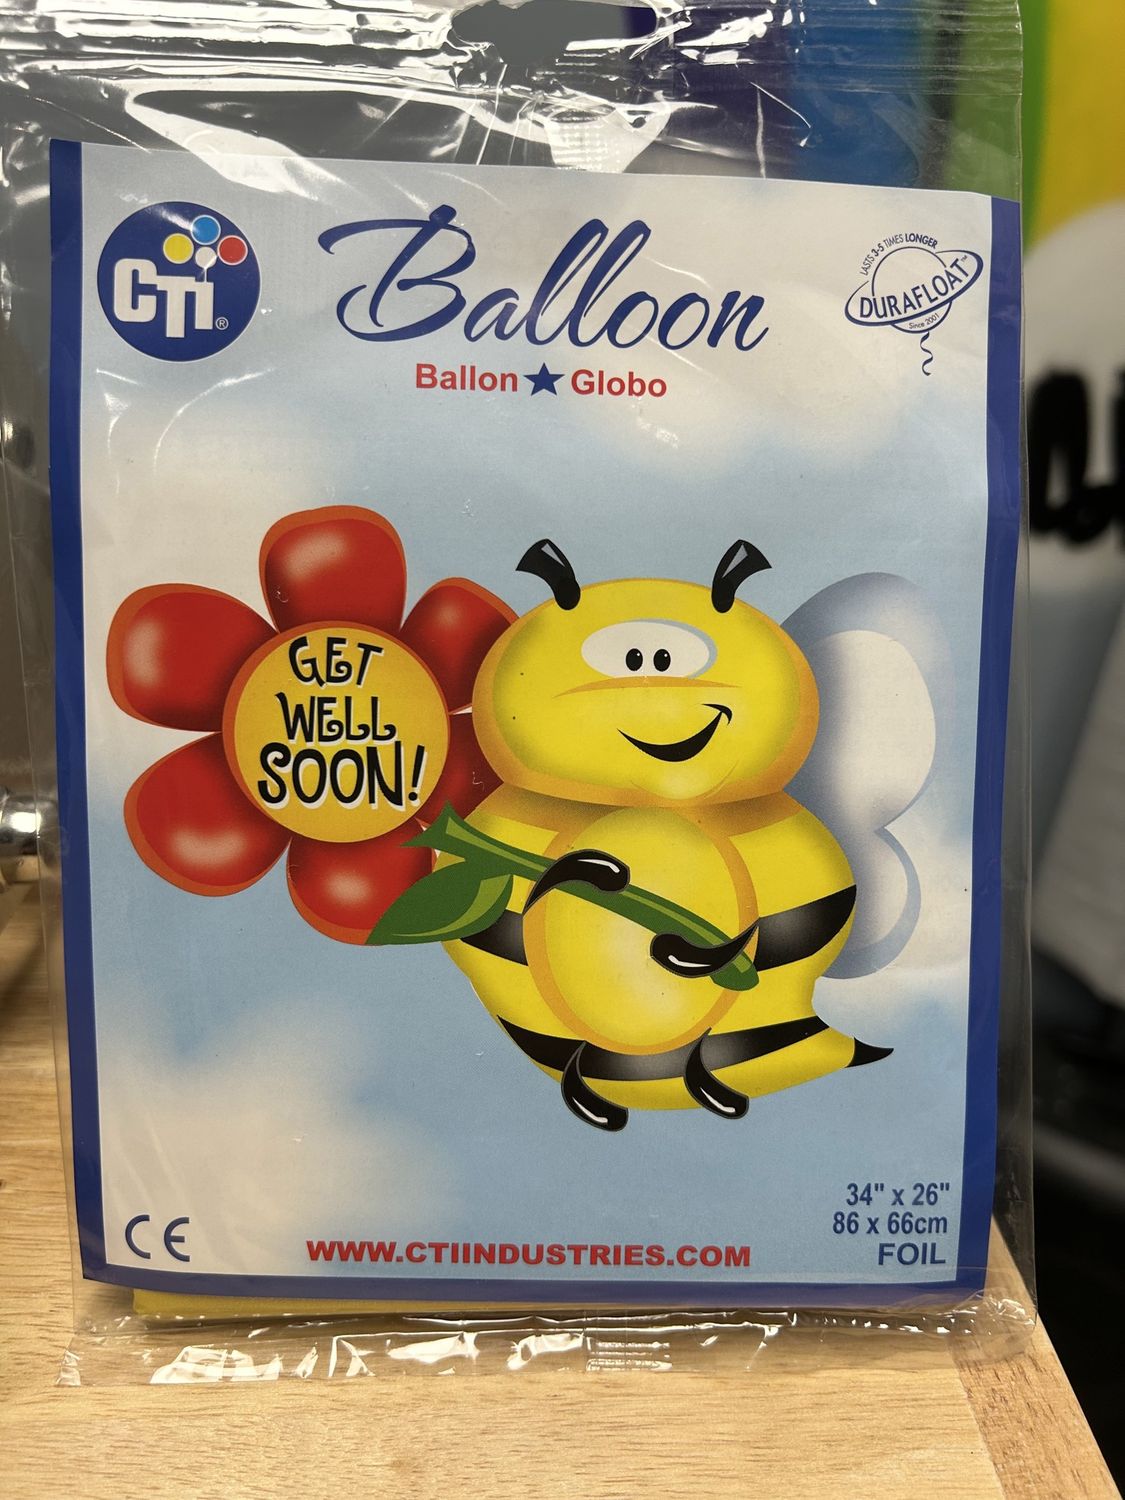 CTI®
Balloon
Ballon ★ Globo
LASTS 3-5 TIMES LONGER
DURAFLOAT™
Since 2001
GET
WELL
SOON!
34" x 26"
86 x 66cm
FOIL
CE
WWW.CTIINDUSTRIES.COM